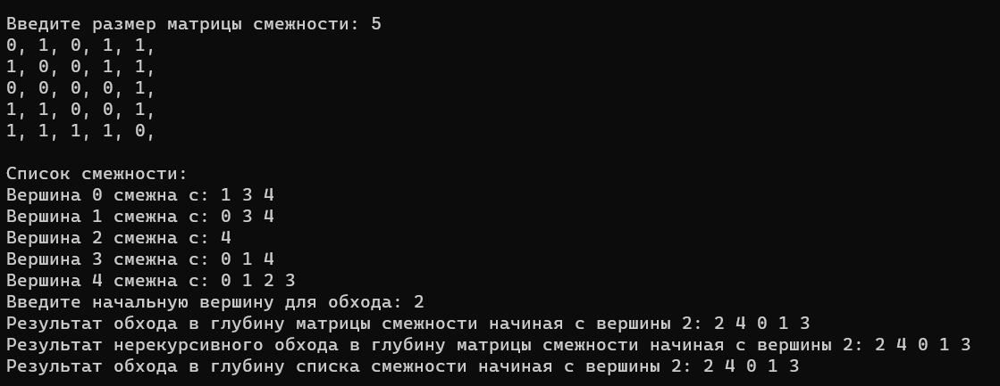 Введите размер матрицы смежности: 5
0, 1, 0, 1, 1,
1, 0, 0, 1, 1,
0, 0, 0, 0, 1,
1, 1, 0, 0, 1,
1, 1, 1, 1, 0,
Список смежности:
Вершина 0 смежна с: 1 3 4
Вершина 1 смежна с: 0 3 4
Вершина 2 смежна с: 4
Вершина 3 смежна с: 0 1 4
Вершина 4 смежна с: 0 1 2 3
Введите начальную вершину для обхода: 2
Результат обхода в глубину матрицы смежности начиная с вершины 2: 2 4 0 1 3
Результат нерекурсивного обхода в глубину матрицы смежности начиная с вершины 2: 2 4 0 1 3
Результат обхода в глубину списка смежности начиная с вершины 2: 2 4 0 1 3